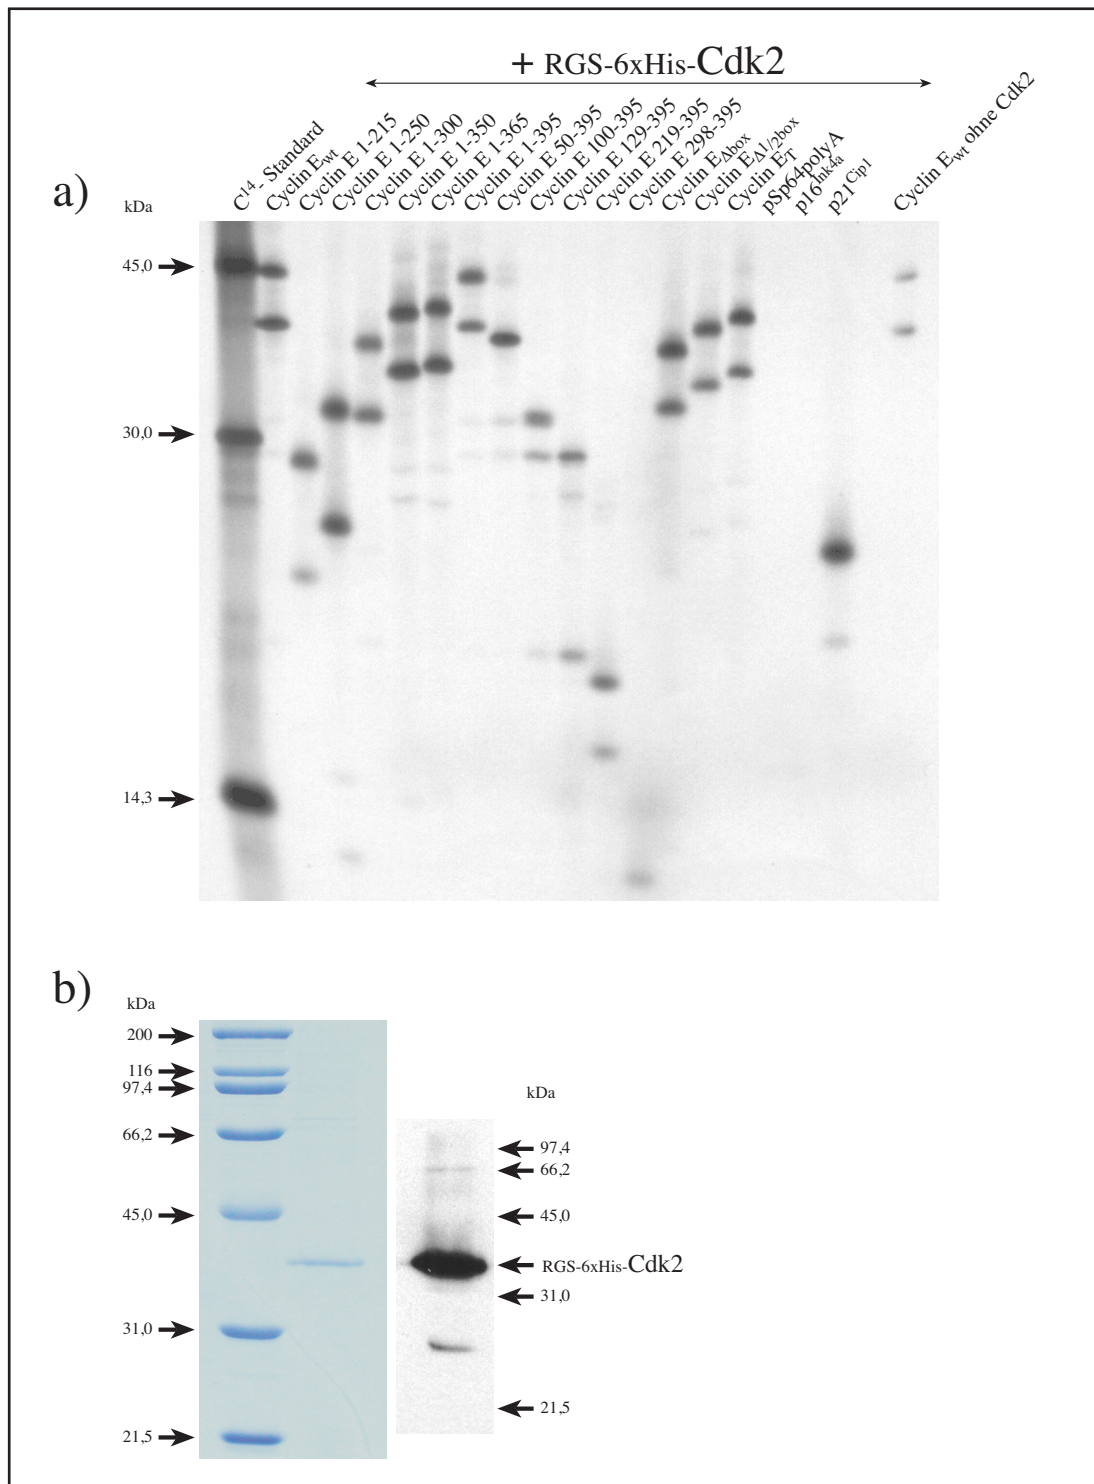 + RGS-6xHis-Cdk2
a)
kDa
C¹⁴- Standard
Cyclin Ewt
Cyclin E 1-215
Cyclin E 1-250
Cyclin E 1-300
Cyclin E 1-350
Cyclin E 1-365
Cyclin E 1-395
Cyclin E 50-395
Cyclin E 100-395
Cyclin E 129-395
Cyclin E 219-395
Cyclin E 298-395
Cyclin EΔbox
Cyclin EΔ1/2box
Cyclin ET
pSp64polyA
p16Ink4a
p21Cip1
Cyclin Ewt ohne Cdk2
45,0
30,0
14,3
b)
kDa
200
116
97,4
66,2
45,0
31,0
21,5
kDa
97,4
66,2
45,0
RGS-6xHis-Cdk2
31,0
21,5